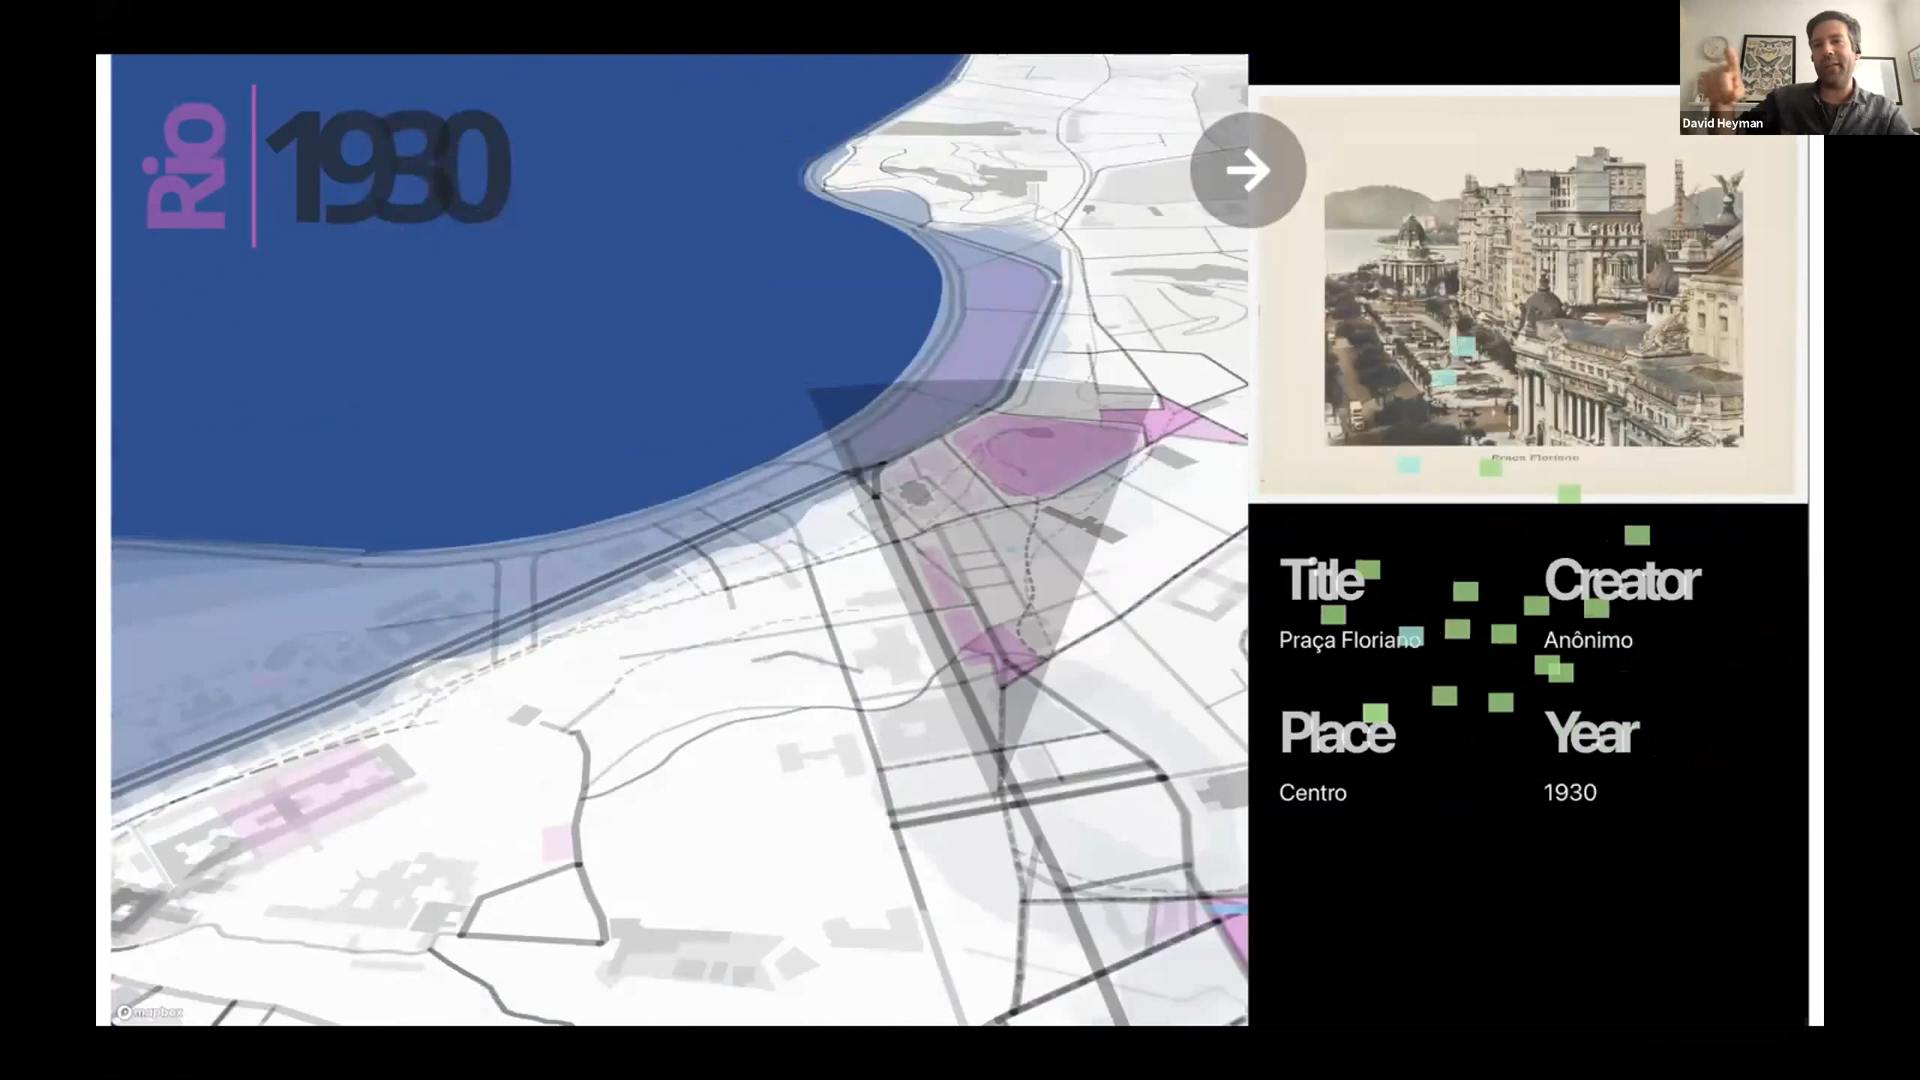 Rio
1930
David Heyman
Praça Floriano
Title
Praça Floriano
Creator
Anônimo
Place
Centro
Year
1930
mapbox